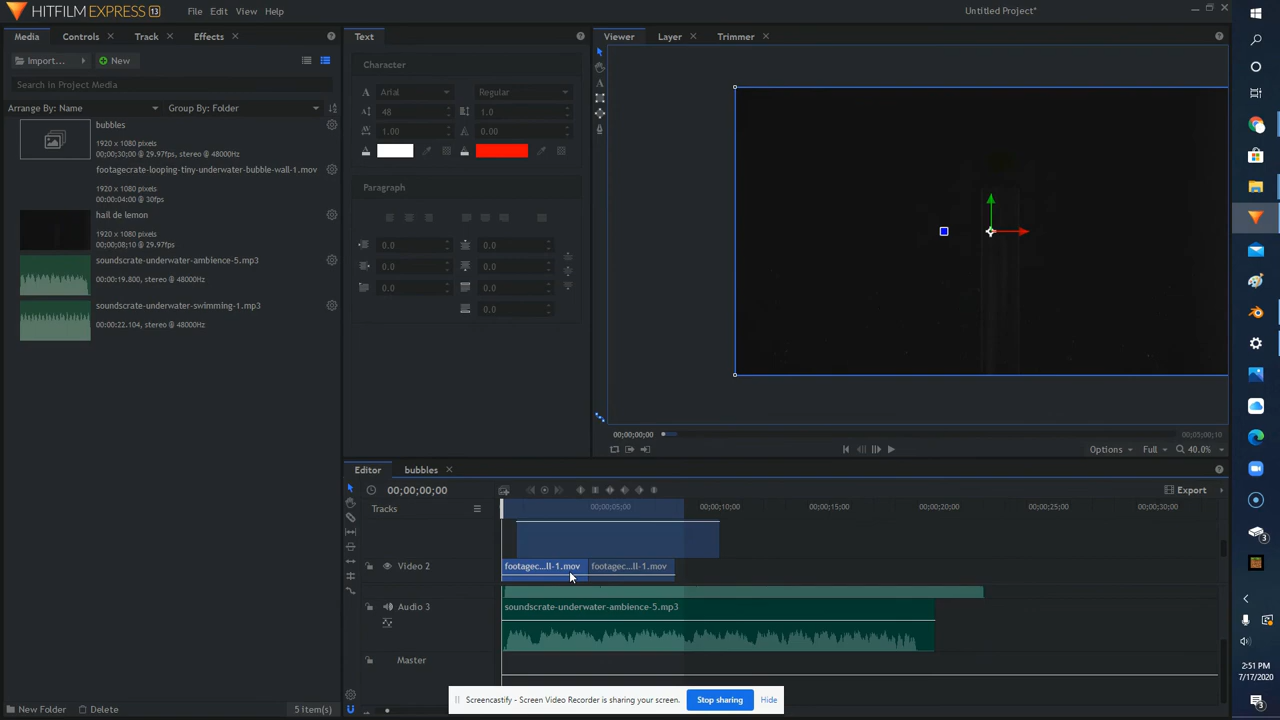 HITFILM EXPRESS 13
File Edit View Help
Untitled Project*
Media Controls Track Effects
Text
Viewer Layer Trimmer
Import... New
Search in Project Media
Arrange By: Name Group By: Folder
bubbles
1920 x 1080 pixels
00;00;30;00 @ 29.97fps, stereo @ 48000Hz
footagecrate-looping-tiny-underwater-bubble-wall-1.mov
1920 x 1080 pixels
00:00:04;00 @ 30fps
hail de lemon
1920 x 1080 pixels
00;00;08;10 @ 29.97fps
soundscrate-underwater-ambience-5.mp3
00:00:19.800, stereo @ 48000Hz
soundscrate-underwater-swimming-1.mp3
00:00:22.104, stereo @ 48000Hz
New Folder Delete 5 item(s)
Character
Arial Regular
48 1.0
1.00 0.00
Paragraph
0.0 0.0
0.0 0.0
0.0 0.0
0.0
00;00;00;00 00;05;00;10
Options Full 40.0%
Editor bubbles
00;00;00;00 Export
Tracks
00;00;05;00 00;00;10;00 00;00;15;00 00;00;20;00 00;00;25;00 00;00;30;00
Video 2 footagec...ll-1.mov footagec...ll-1.mov
Audio 3 soundscrate-underwater-ambience-5.mp3
Master
Screencastify - Screen Video Recorder is sharing your screen. Stop sharing Hide
2:51 PM
7/17/2020
3